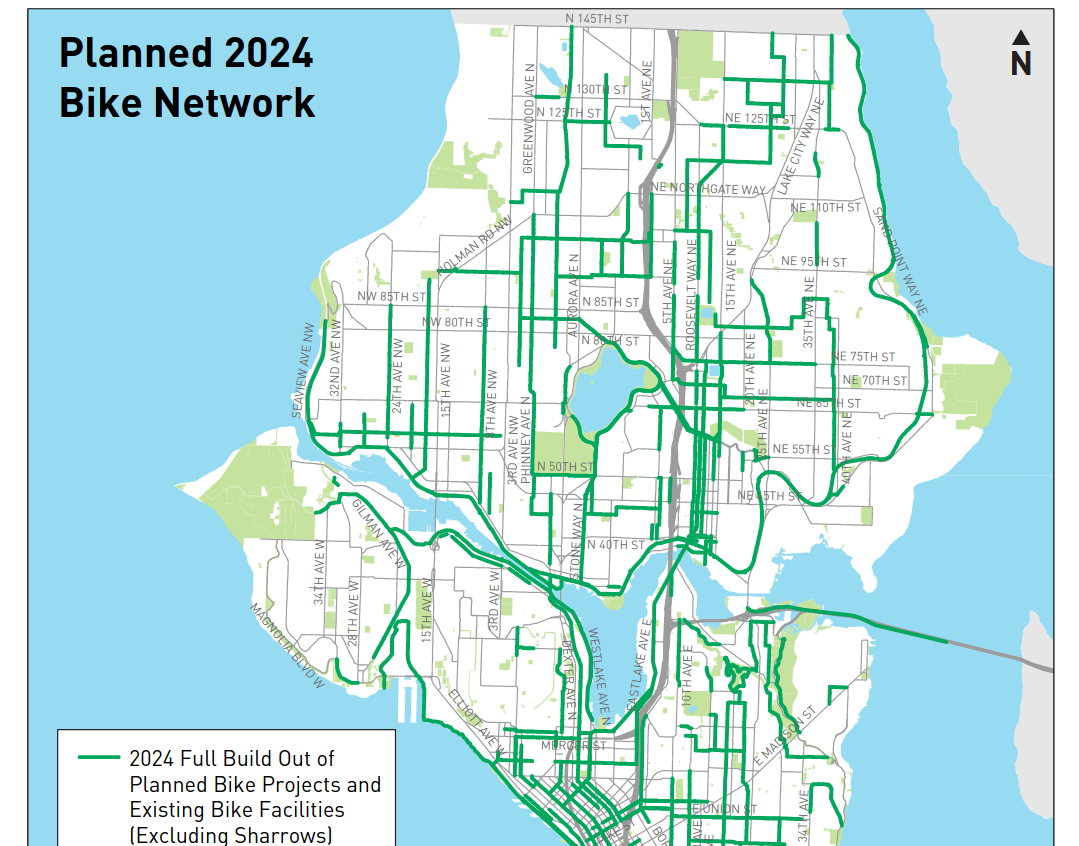 N 145TH ST
Planned 2024
Bike Network
N
GREENWOOD AVE N
1ST AVE NE
N 130TH ST
N 125TH ST
NE 125TH ST
LAKE CITY WAY NE
NE NORTHGATE WAY
NE 110TH ST
SAND POINT WAY NE
HOLMAN RD NW
AURORA AVE N
5TH AVE NE
ROOSEVELT WAY NE
15TH AVE NE
NE 95TH ST
35TH AVE NE
NW 85TH ST
N 85TH ST
NW 80TH ST
N 80TH ST
SEAVIEW AVE NW
32ND AVE NW
24TH AVE NW
15TH AVE NW
8TH AVE NW
3RD AVE NW
PHINNEY AVE N
20TH AVE NE
25TH AVE NE
40TH AVE NE
NE 75TH ST
NE 70TH ST
NE 65TH ST
NE 55TH ST
N 50TH ST
NE 45TH ST
STONE WAY N
N 40TH ST
GILMAN AVE W
34TH AVE W
28TH AVE W
15TH AVE W
3RD AVE W
MAGNOLIA BLVD W
DEXTER AVE N
WESTLAKE AVE N
EASTLAKE AVE E
10TH AVE E
ELLIOTT AVE W
MERCER ST
E MADISON ST
E UNION ST
34TH AVE
2024 Full Build Out of
Planned Bike Projects and
Existing Bike Facilities
(Excluding Sharrows)